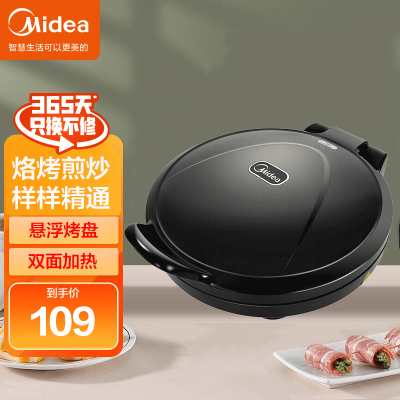 Midea
智慧生活可以更美的
365天*
只换不修
烙烤煎炒
样样精通
悬浮烤盘
双面加热
到手价
109
Midea